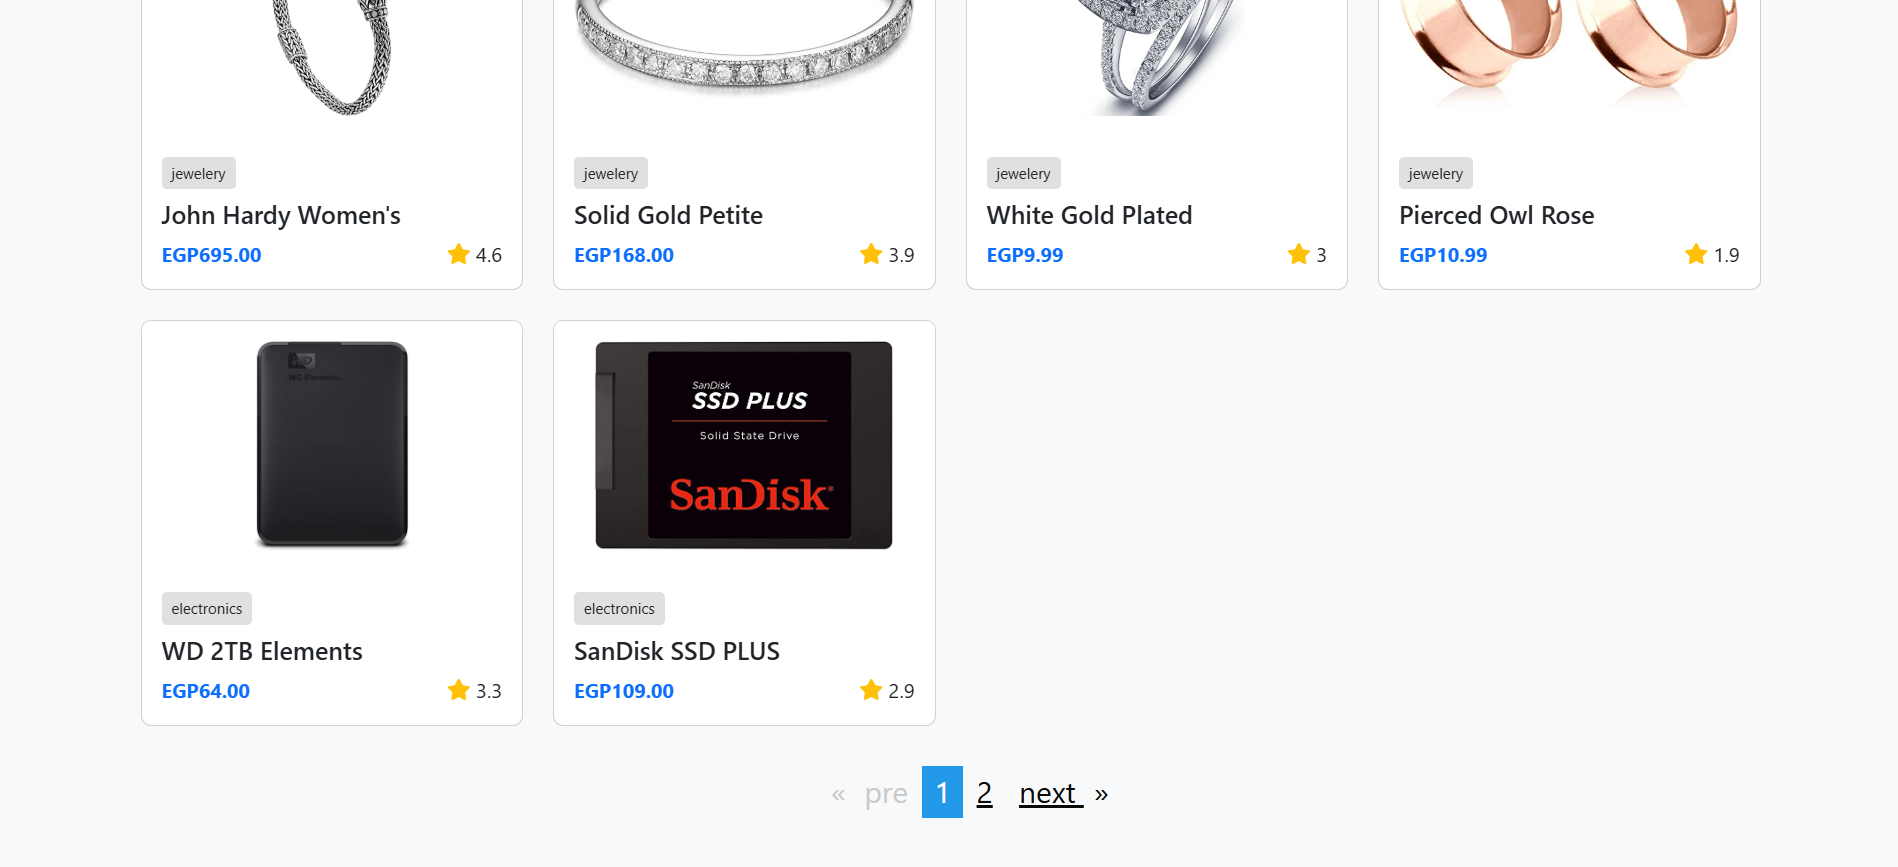 jewelery
John Hardy Women's
EGP695.00 4.6
jewelery
Solid Gold Petite
EGP168.00 3.9
jewelery
White Gold Plated
EGP9.99 3
jewelery
Pierced Owl Rose
EGP10.99 1.9
WD
WD Elements
electronics
WD 2TB Elements
EGP64.00 3.3
SanDisk
SSD PLUS
Solid State Drive
SanDisk®
electronics
SanDisk SSD PLUS
EGP109.00 2.9
« pre 1 2 next »